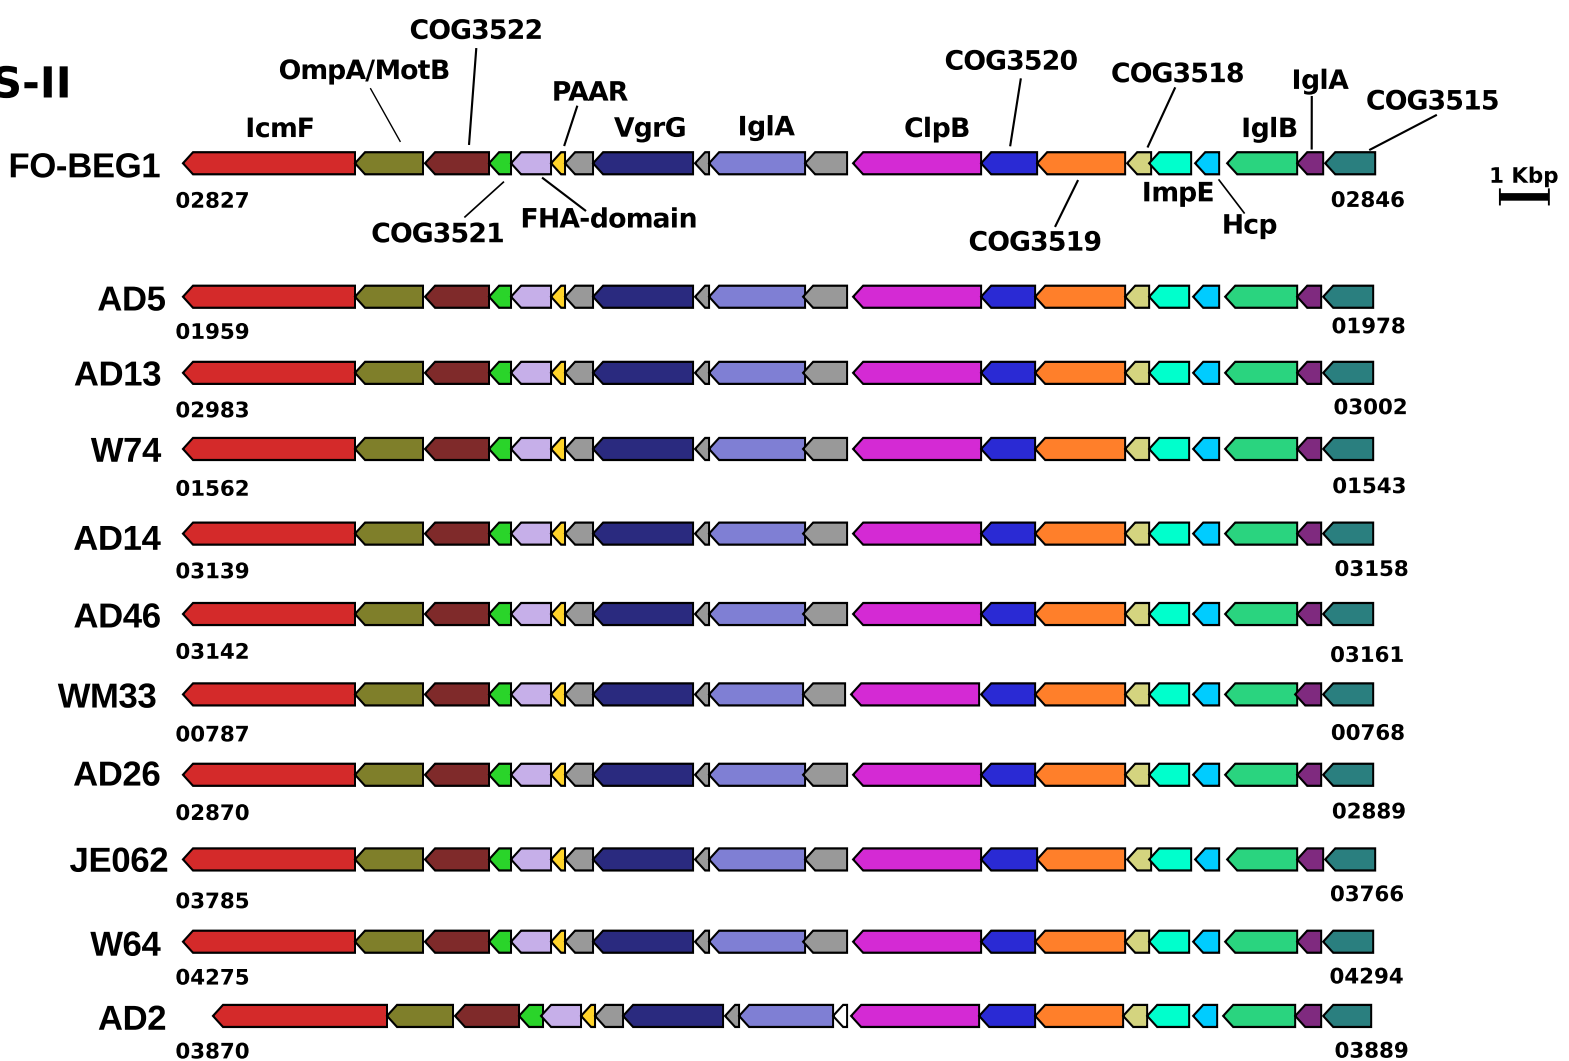 COG3522
OmpA/MotB
COG3520
COG3518
IglA
S-II
PAAR
COG3515
IcmF
VgrG
IglA
ClpB
IglB
FO-BEG1
1 Kbp
02827
ImpE
02846
COG3521
FHA-domain
Hcp
COG3519
AD5
01959
01978
AD13
02983
03002
W74
01562
01543
AD14
03139
03158
AD46
03142
03161
WM33
00787
00768
AD26
02870
02889
JE062
03785
03766
W64
04275
04294
AD2
03870
03889